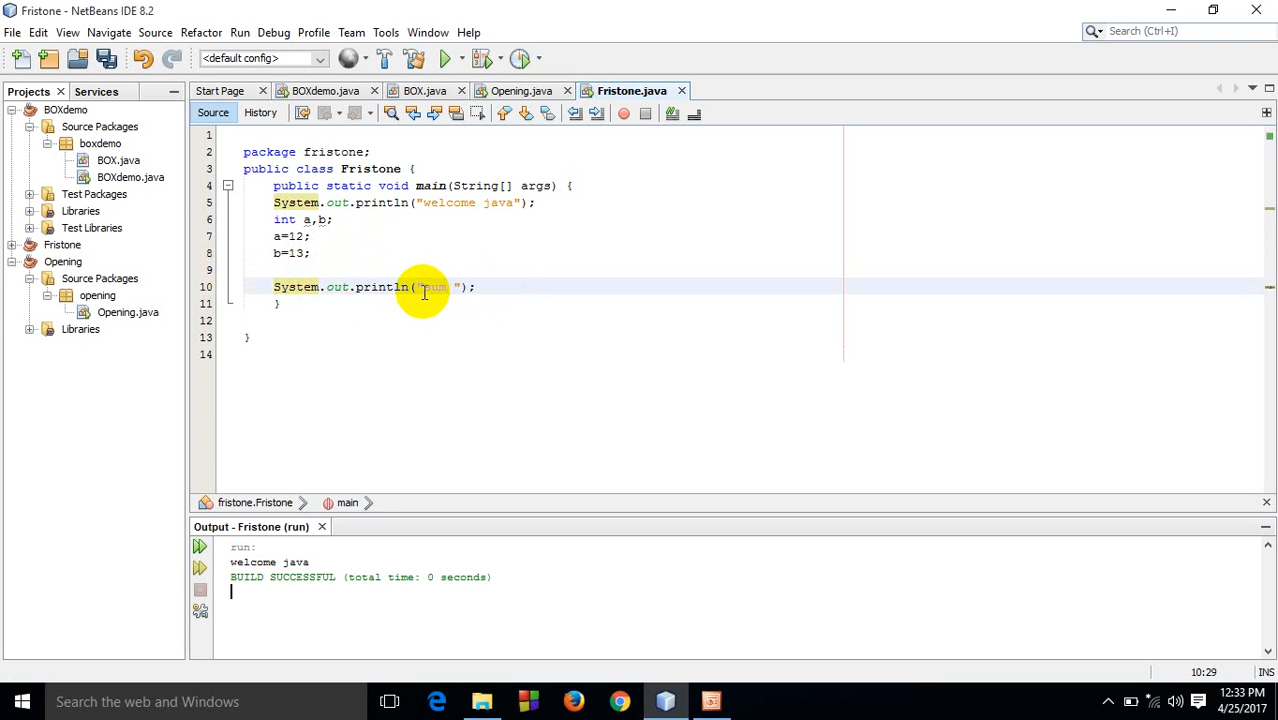 Fristone - NetBeans IDE 8.2
File Edit View Navigate Source Refactor Run Debug Profile Team Tools Window Help
Search (Ctrl+I)
<default config>
Projects Services
Start Page BOXdemo.java BOX.java Opening.java Fristone.java
Source History
BOXdemo
Source Packages
boxdemo
BOX.java
BOXdemo.java
Test Packages
Libraries
Test Libraries
Fristone
Opening
Source Packages
opening
Opening.java
Libraries
1
2 package fristone;
3 public class Fristone {
4 public static void main(String[] args) {
5 System.out.println("welcome java");
6 int a,b;
7 a=12;
8 b=13;
9
10 System.out.println("sum ");
11 }
12
13 }
14
fristone.Fristone main
Output - Fristone (run)
run:
welcome java
BUILD SUCCESSFUL (total time: 0 seconds)
10:29 INS
Search the web and Windows
12:33 PM
4/25/2017